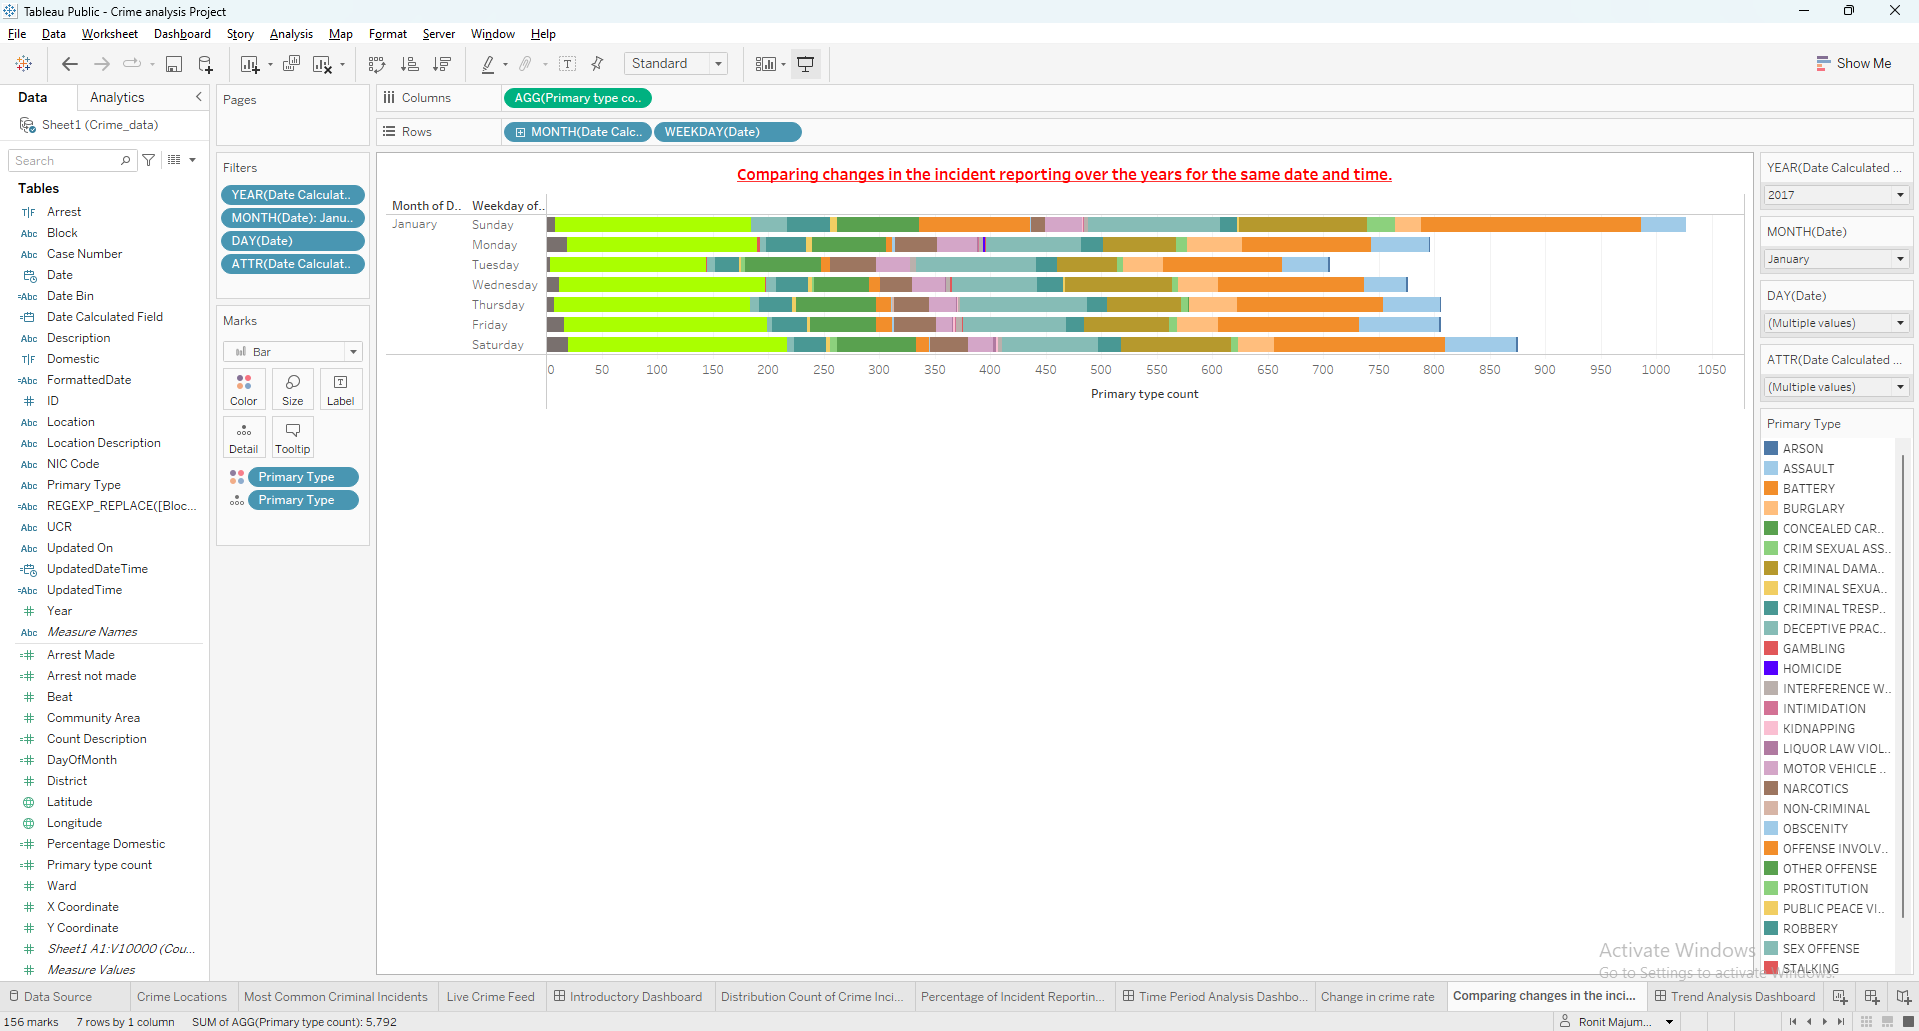 Tableau Public - Crime analysis Project
File Data Worksheet Dashboard Story Analysis Map Format Server Window Help
Standard
Show Me
Data Analytics
Sheet1 (Crime_data)
Search
Tables
T|F Arrest
Abc Block
Abc Case Number
Date
=Abc Date Bin
Date Calculated Field
Abc Description
T|F Domestic
=Abc FormattedDate
# ID
Abc Location
Abc Location Description
Abc NIC Code
Abc Primary Type
=Abc REGEXP_REPLACE([Bloc...
Abc UCR
Abc Updated On
UpdatedDateTime
=Abc UpdatedTime
# Year
Abc Measure Names
=# Arrest Made
=# Arrest not made
# Beat
# Community Area
=# Count Description
=# DayOfMonth
# District
Latitude
Longitude
=# Percentage Domestic
=# Primary type count
# Ward
# X Coordinate
# Y Coordinate
# Sheet1 A1:V10000 (Cou...
# Measure Values
Pages
Filters
YEAR(Date Calculat..
MONTH(Date): Janu..
DAY(Date)
ATTR(Date Calculat..
Marks
Bar
Color Size Label
Detail Tooltip
Primary Type
Primary Type
Columns AGG(Primary type co..
Rows MONTH(Date Calc.. WEEKDAY(Date)
Comparing changes in the incident reporting over the years for the same date and time.
Month of D.. Weekday of..
January Sunday
Monday
Tuesday
Wednesday
Thursday
Friday
Saturday
0 50 100 150 200 250 300 350 400 450 500 550 600 650 700 750 800 850 900 950 1000 1050
Primary type count
YEAR(Date Calculated ...
2017
MONTH(Date)
January
DAY(Date)
(Multiple values)
ATTR(Date Calculated ...
(Multiple values)
Primary Type
ARSON
ASSAULT
BATTERY
BURGLARY
CONCEALED CAR..
CRIM SEXUAL ASS..
CRIMINAL DAMA..
CRIMINAL SEXUA..
CRIMINAL TRESP..
DECEPTIVE PRAC..
GAMBLING
HOMICIDE
INTERFERENCE W..
INTIMIDATION
KIDNAPPING
LIQUOR LAW VIOL..
MOTOR VEHICLE ..
NARCOTICS
NON-CRIMINAL
OBSCENITY
OFFENSE INVOLV..
OTHER OFFENSE
PROSTITUTION
PUBLIC PEACE VI..
ROBBERY
SEX OFFENSE
STALKING
Activate Windows
Go to Settings to activate Windows.
Data Source Crime Locations Most Common Criminal Incidents Live Crime Feed Introductory Dashboard Distribution Count of Crime Inci... Percentage of Incident Reportin... Time Period Analysis Dashbo... Change in crime rate Comparing changes in the inci... Trend Analysis Dashboard
156 marks 7 rows by 1 column SUM of AGG(Primary type count): 5,792
Ronit Majum...